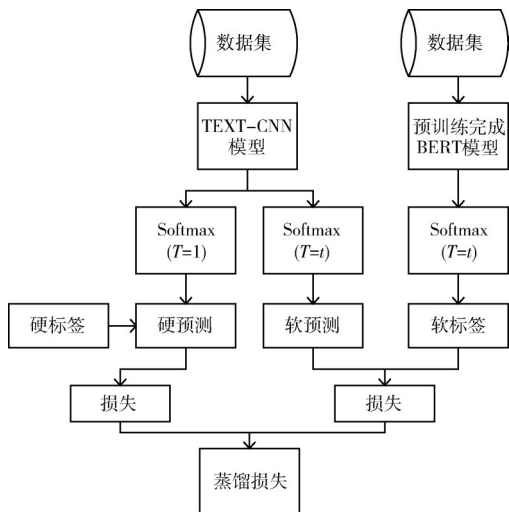 数据集
数据集
TEXT-CNN
模型
预训练完成
BERT模型
Softmax
(T=1)
Softmax
(T=t)
Softmax
(T=t)
硬标签
硬预测
软预测
软标签
损失
损失
蒸馏损失